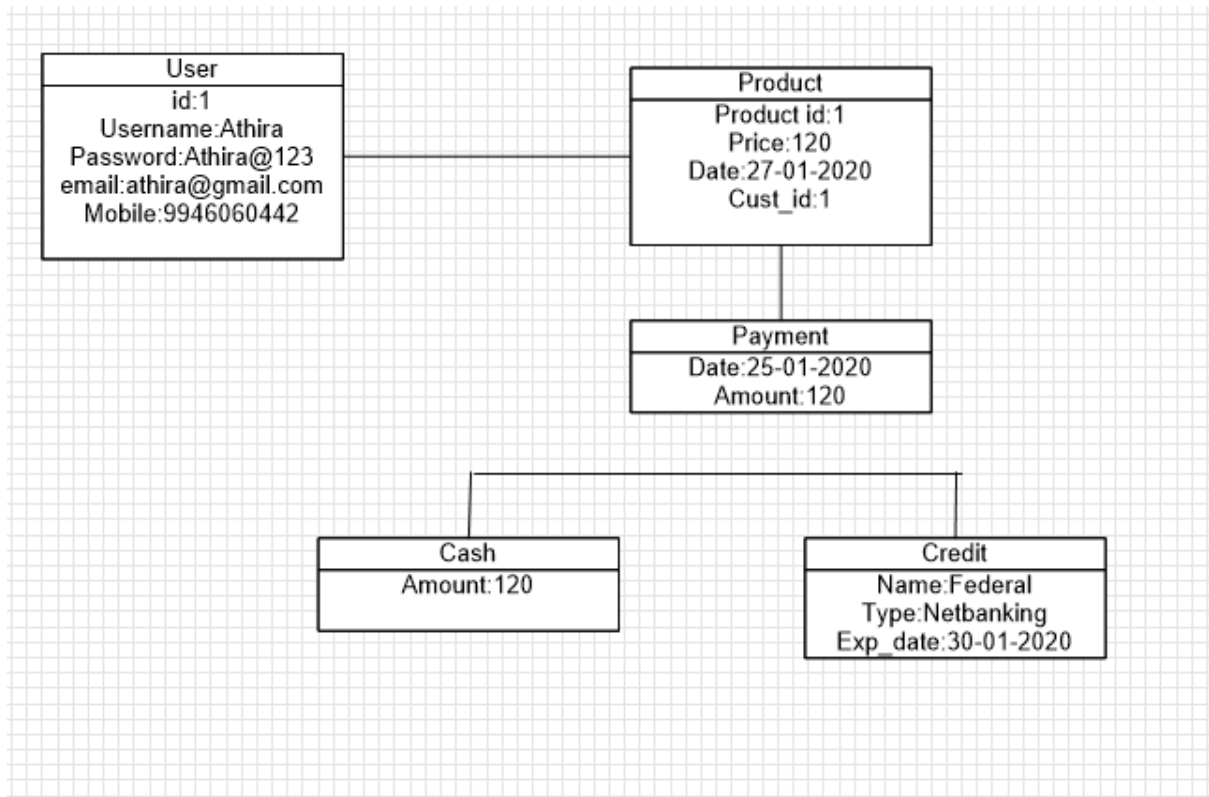 User
id:1
Username:Athira
Password:Athira@123
email:athira@gmail.com
Mobile:9946060442
Product
Product id:1
Price:120
Date:27-01-2020
Cust_id:1
Payment
Date:25-01-2020
Amount:120
Cash
Amount:120
Credit
Name:Federal
Type:Netbanking
Exp_date:30-01-2020